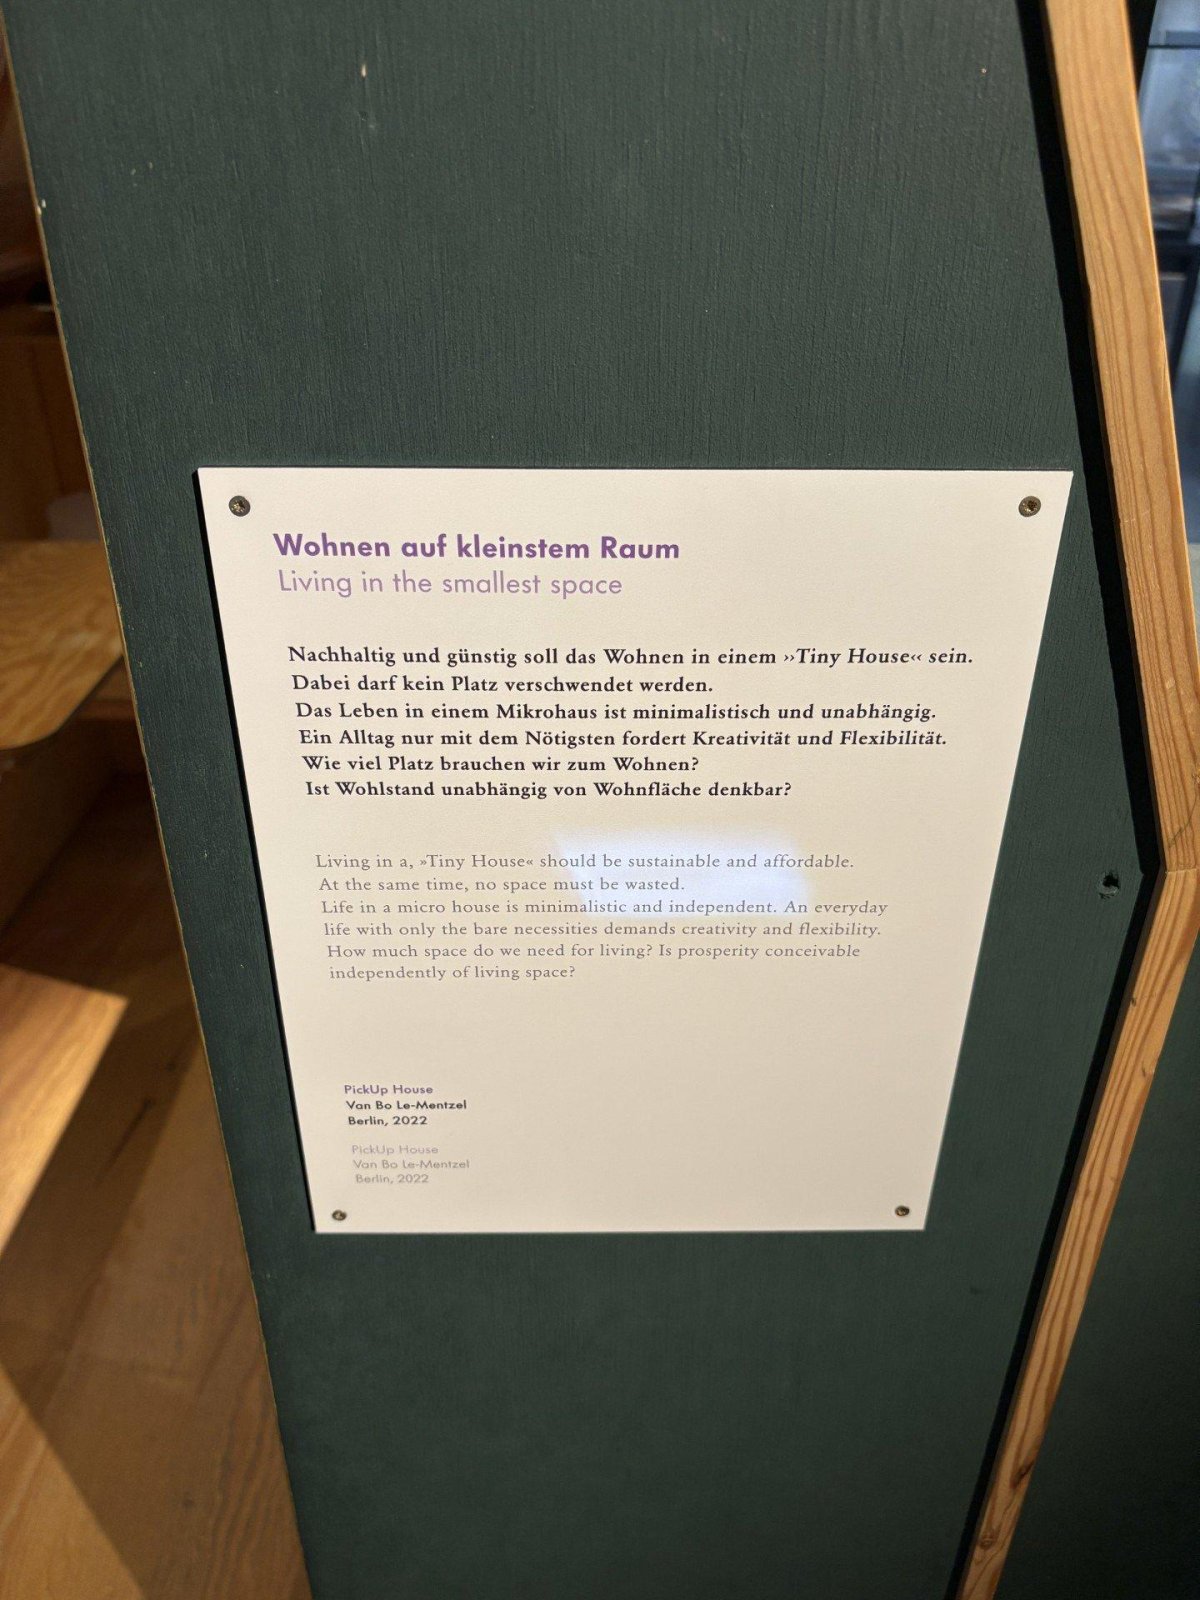 Wohnen auf kleinstem Raum
Living in the smallest space
Nachhaltig und günstig soll das Wohnen in einem ››Tiny House‹‹ sein.
Dabei darf kein Platz verschwendet werden.
Das Leben in einem Mikrohaus ist minimalistisch und unabhängig.
Ein Alltag nur mit dem Nötigsten fordert Kreativität und Flexibilität.
Wie viel Platz brauchen wir zum Wohnen?
Ist Wohlstand unabhängig von Wohnfläche denkbar?
Living in a, »Tiny House« should be sustainable and affordable.
At the same time, no space must be wasted.
Life in a micro house is minimalistic and independent. An everyday
life with only the bare necessities demands creativity and flexibility.
How much space do we need for living? Is prosperity conceivable
independently of living space?
PickUp House
Van Bo Le-Mentzel
Berlin, 2022
PickUp House
Van Bo Le-Mentzel
Berlin, 2022